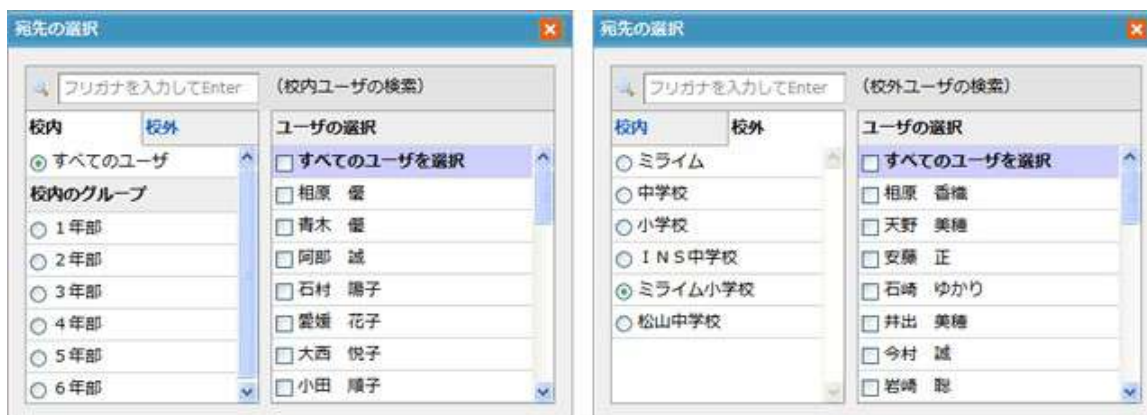 宛先の選択
フリガナを入力してEnter
（校内ユーザの検索）
校内
校外
ユーザの選択
すべてのユーザ
校内のグループ
１年部
２年部
３年部
４年部
５年部
６年部
すべてのユーザを選択
相原　優
青木　優
阿部　誠
石村　陽子
愛媛　花子
大西　悦子
小田　順子
宛先の選択
フリガナを入力してEnter
（校外ユーザの検索）
校内
校外
ユーザの選択
ミライム
中学校
小学校
ＩＮＳ中学校
ミライム小学校
松山中学校
すべてのユーザを選択
相原　香織
天野　美穂
安藤　正
石崎　ゆかり
井出　美穂
今村　誠
岩崎　聡